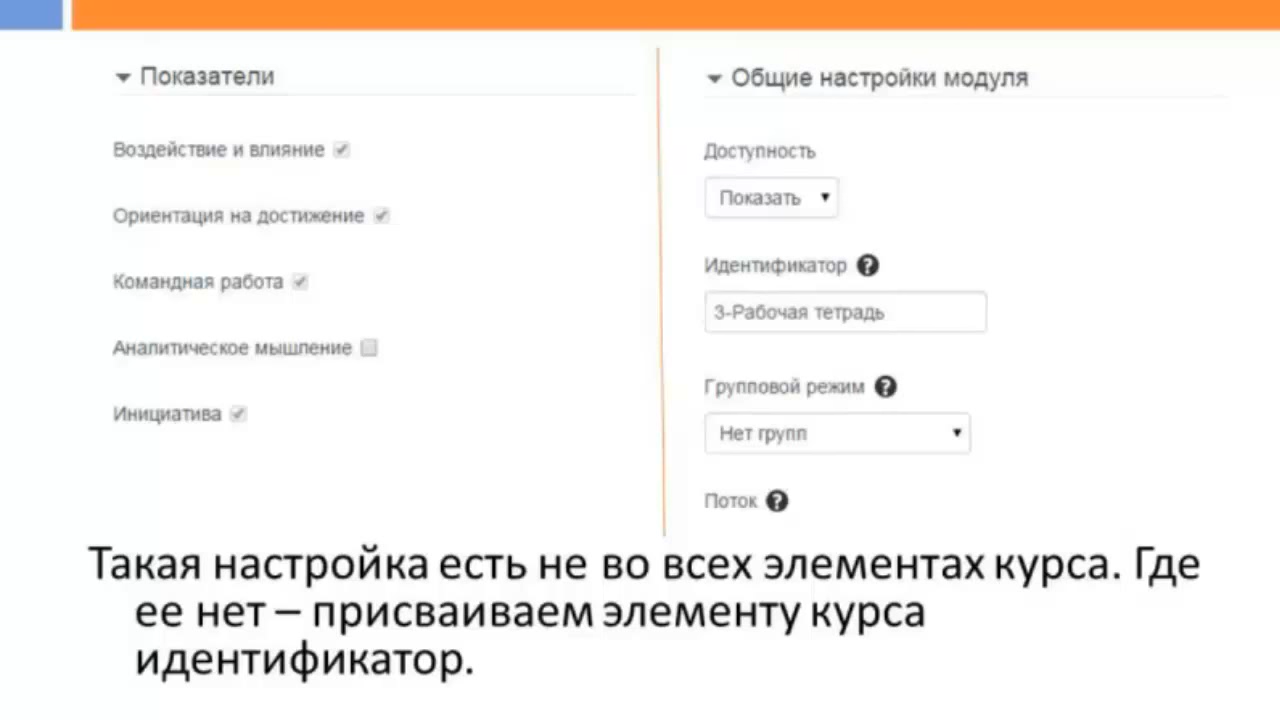 Показатели
Воздействие и влияние
Ориентация на достижение
Командная работа
Аналитическое мышление
Инициатива
Общие настройки модуля
Доступность
Показать
Идентификатор ?
3-Рабочая тетрадь
Групповой режим ?
Нет групп
Поток ?
Такая настройка есть не во всех элементах курса. Где
ее нет – присваиваем элементу курса
идентификатор.